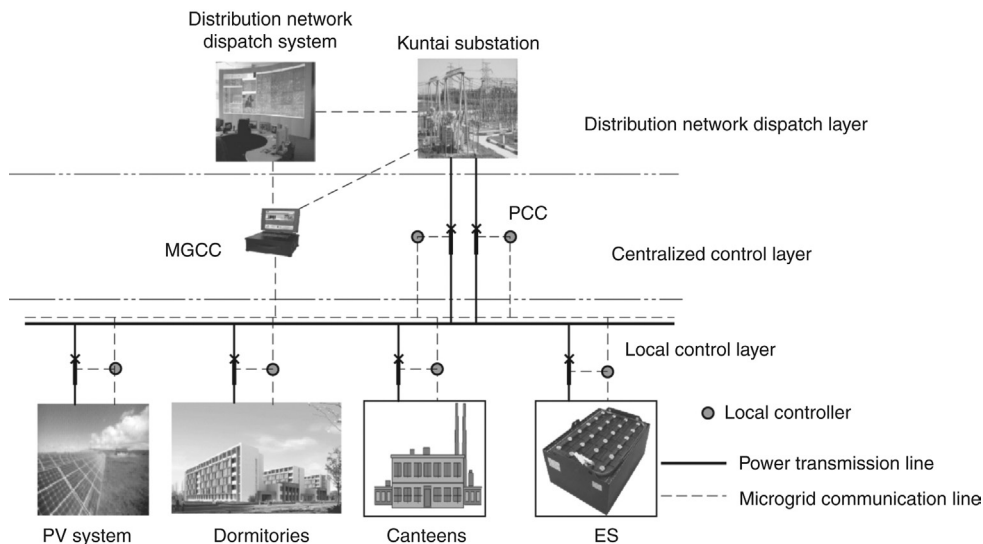 Distribution network
dispatch system
Kuntai substation
Distribution network dispatch layer
PCC
MGCC
Centralized control layer
Local control layer
Local controller
Power transmission line
Microgrid communication line
PV system
Dormitories
Canteens
ES